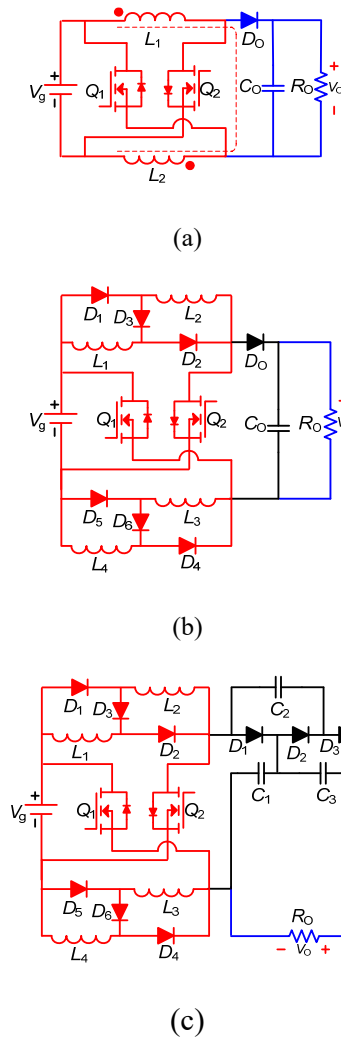 L1 DO
+ Vg − Q1 Q2 CO RO + VO −
L2
(a)
D1 D3 L2
L1 D2 DO
+ Vg − Q1 Q2 CO RO −
D5 D6 L3
L4 D4
(b)
D1 D3 L2 C2
L1 D2 D1 D2 D3
+ Vg − Q1 Q2 C1 C3
D5 D6 L3 RO
L4 D4 − VO +
(c)